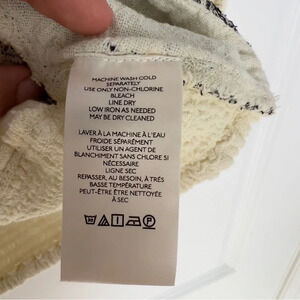 MACHINE WASH COLD
SEPARATELY
USE ONLY NON-CHLORINE
BLEACH
LINE DRY
LOW IRON AS NEEDED
MAY BE DRY CLEANED
LAVER À LA MACHINE À L'EAU
FROIDE SÉPARÉMENT
UTILISER UN AGENT DE
BLANCHIMENT SANS CHLORE SI
NÉCESSAIRE
LIGNE SEC
REPASSER, AU BESOIN, À TRÉS
BASSE TEMPÉRATURE
PEUT-ÊTRE ÊTRE NETTOYÉE
À SEC